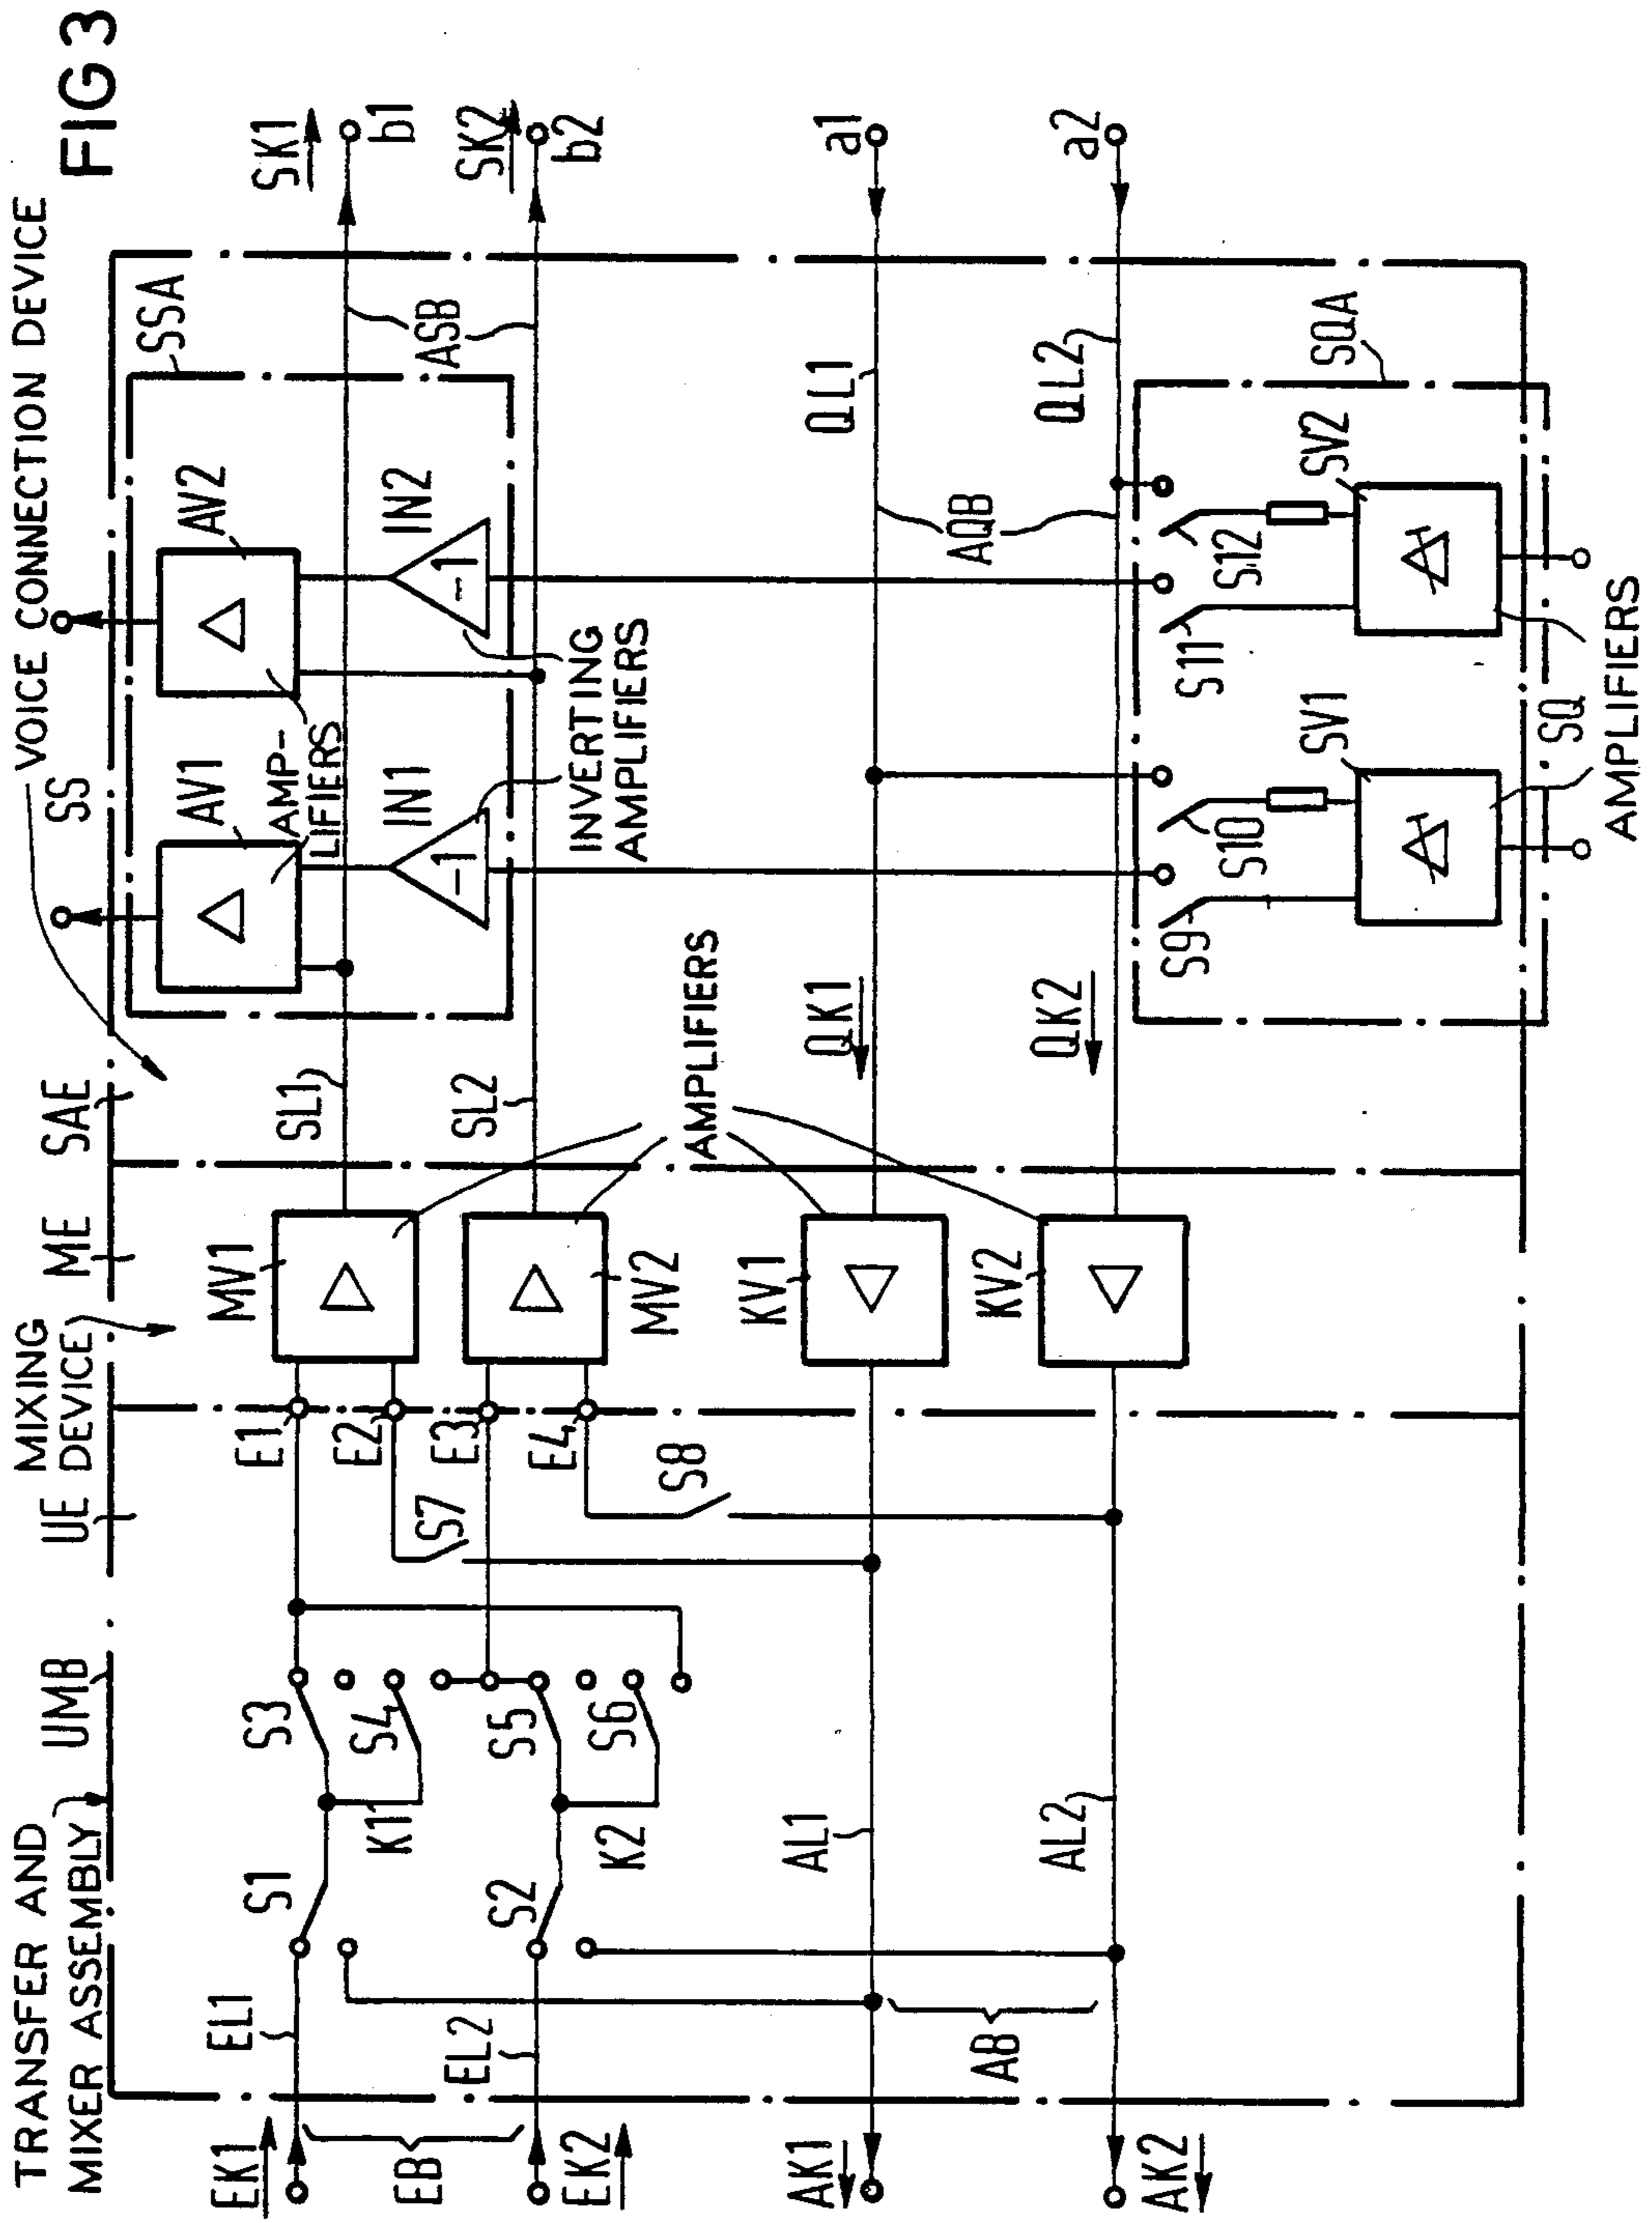 FIG 3
TRANSFER AND
MIXER ASSEMBLY
UMB
UE
MIXING
DEVICE
ME
SAE
VOICE CONNECTION DEVICE
SS
SSA
AV1
AV2
AMP-
LIFIERS
IN1
-1
IN2
-1
INVERTING
AMPLIFIERS
SK1
b1
SK2
b2
ASB
EK1
EL1
EB
EK2
EL2
S1
S2
K1
K2
S3
S4
S5
S6
S7
S8
E1
E2
E3
E4
MV1
MV2
SL1
SL2
AMPLIFIERS
KV1
KV2
QK1
QK2
QL1
QL2
AQB
a1
a2
AK1
AK2
AB
AL1
AL2
S9
S10
S11
S12
SV1
SV2
SQA
SQ
AMPLIFIERS